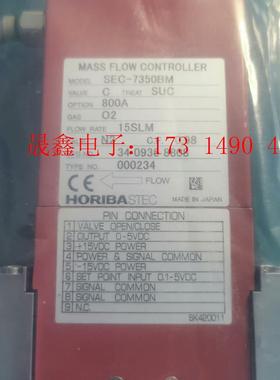 MASS FLOW CONTROLLER
MODEL SEC-7350BM
VALVE C TREAT SUC
OPTION 800A
GAS O2
FLOW RATE 15SLM
晟鑫电子: 173 1490 4
TYPE NO. 000234
CE FLOW
HORIBASTEC MADE IN JAPAN
PIN CONNECTION
1 VALVE OPEN/CLOSE
2 OUTPUT 0-5VDC
3 +15VDC POWER
4 POWER & SIGNAL COMMON
5 -15VDC POWER
6 SET POINT INPUT 0.1-5VDC
7 SIGNAL COMMON
8 SIGNAL COMMON
9 N.C.
SK420011